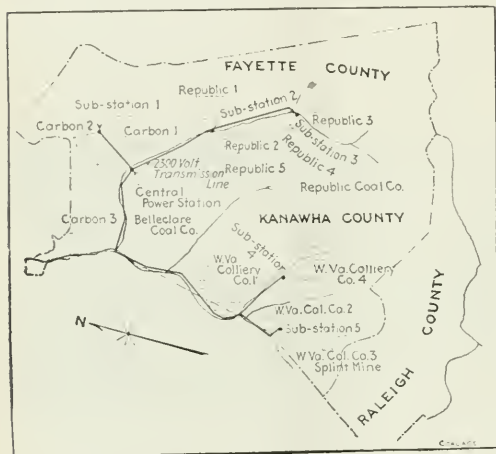 FAYETTE COUNTY
Republic 1
Sub-station 1
Sub-station 2
Carbon 2
Carbon 1
Republic 3
Sub-station 3
Republic 4
Republic 2
2300 Volt
Transmission
Line
Republic 5
Central
Power Station
Republic Coal Co.
Carbon 3
Belleclare
Coal Co.
KANAWHA COUNTY
Sub-station
4
W.Va
Colliery
Co. 1
W. Va. Colliery
Co. 4
W.Va. Col. Co. 2
Sub-station 5
N
W. Va. Col. Co. 3
Splint Mine
RALEIGH COUNTY
COAL AGE